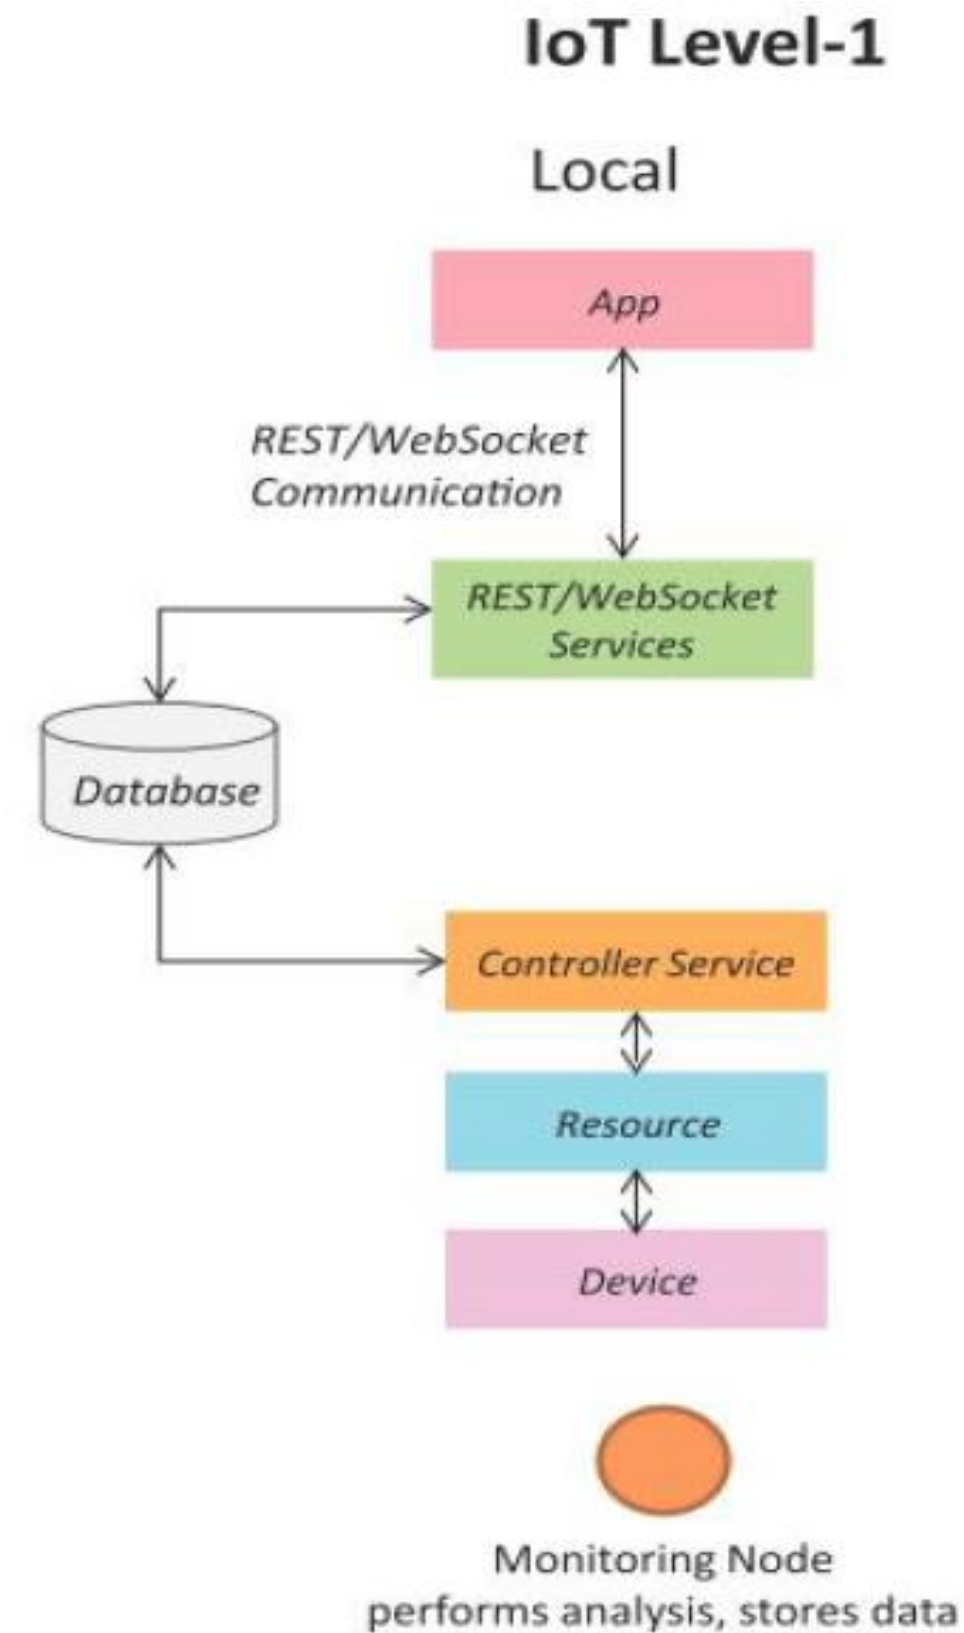 IoT Level-1
Local
App
REST/WebSocket
Communication
REST/WebSocket
Services
Database
Controller Service
Resource
Device
Monitoring Node
performs analysis, stores data